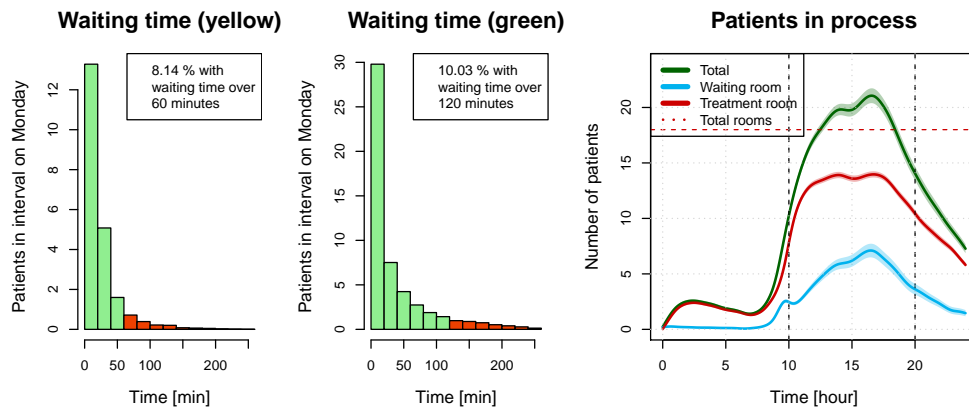 Waiting time (yellow)
8.14 % with
waiting time over
60 minutes
Patients in interval on Monday
0
2
4
6
8
10
12
0
50
100
200
Time [min]
Waiting time (green)
10.03 % with
waiting time over
120 minutes
Patients in interval on Monday
0
5
10
15
20
25
30
0
50
100
200
Time [min]
Patients in process
Total
Waiting room
Treatment room
Total rooms
Number of patients
0
5
10
15
20
0
5
10
15
20
Time [hour]